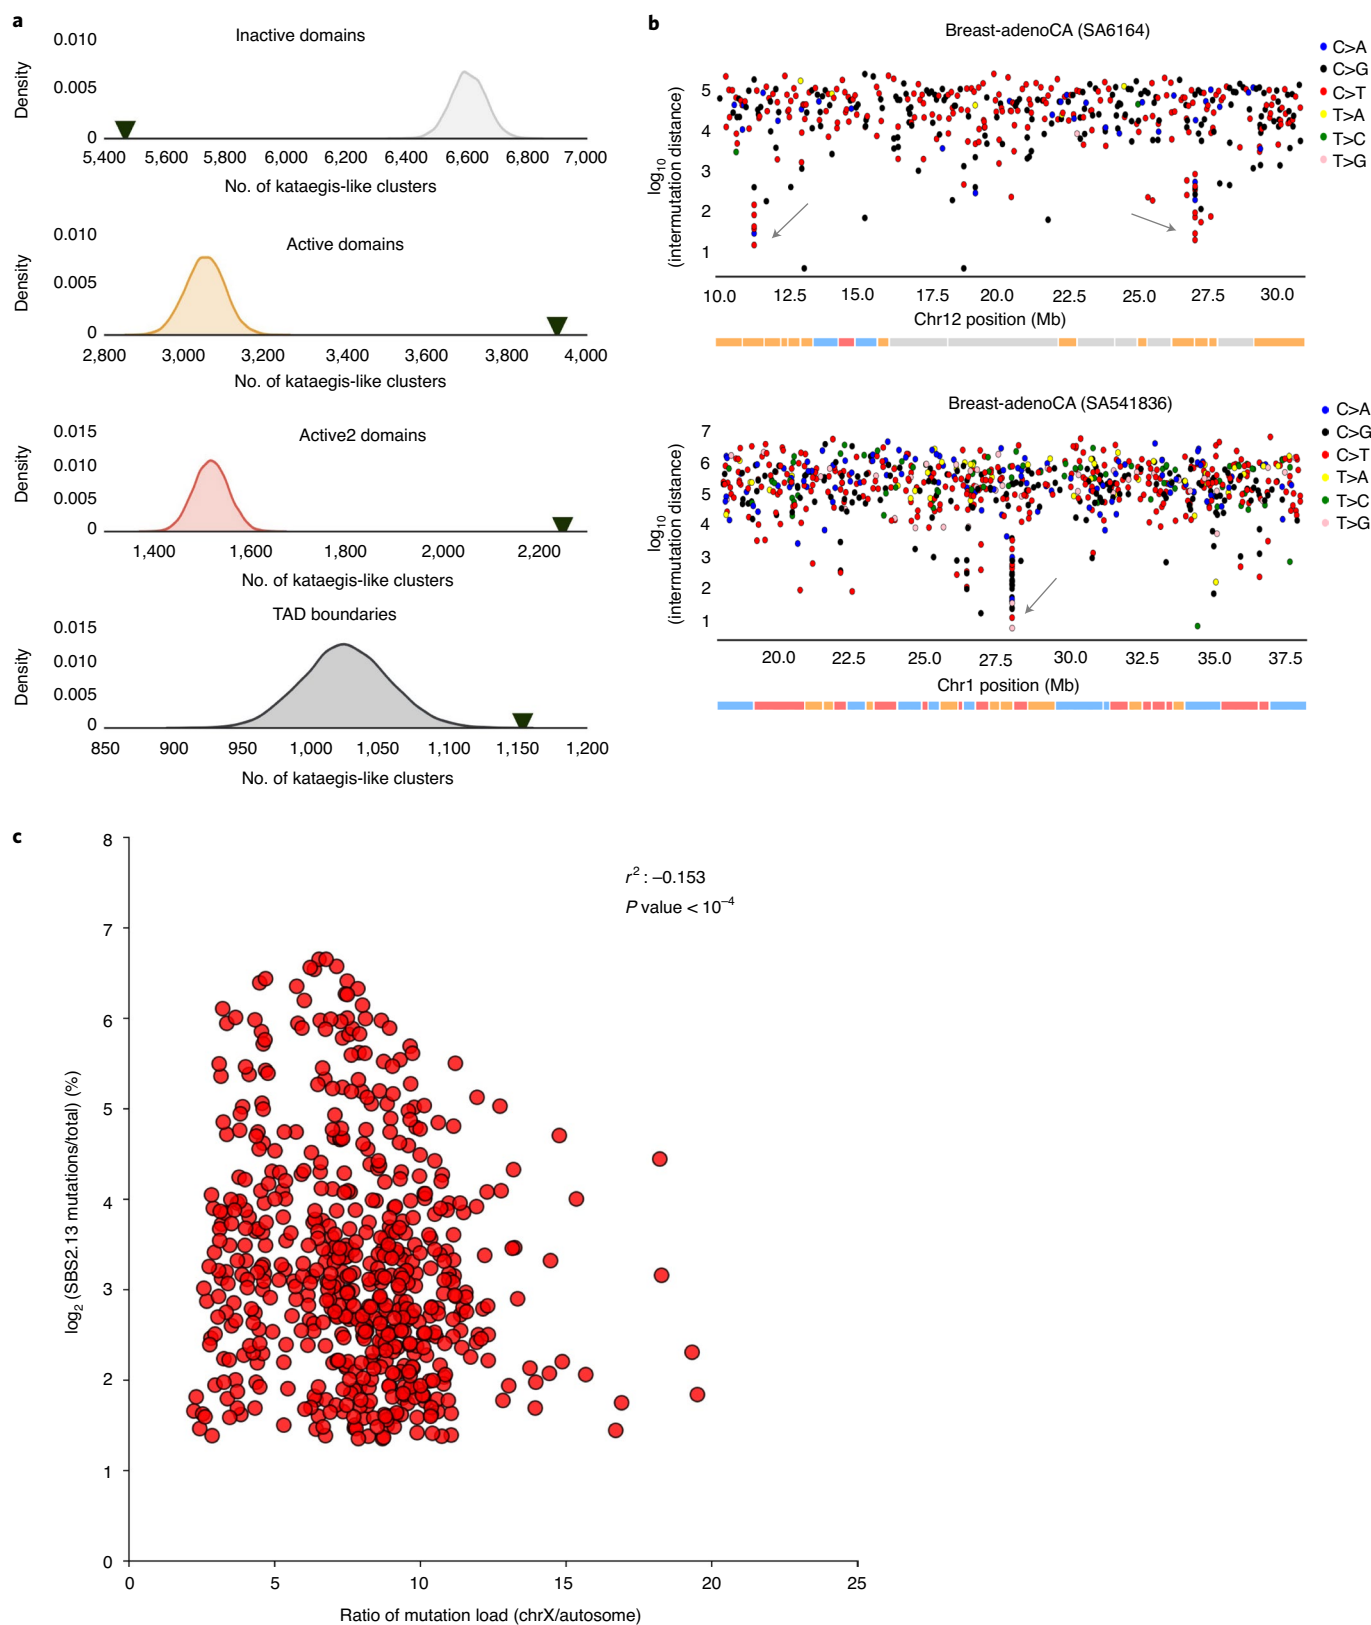 a
Inactive domains
Density
0.010
0.005
0
5,400 5,600 5,800 6,000 6,200 6,400 6,600 6,800 7,000
No. of kataegis-like clusters
Active domains
Density
0.010
0.005
0
2,800 3,000 3,200 3,400 3,600 3,800 4,000
No. of kataegis-like clusters
Active2 domains
Density
0.015
0.010
0.005
0
1,400 1,600 1,800 2,000 2,200
No. of kataegis-like clusters
TAD boundaries
Density
0.015
0.010
0.005
0
850 900 950 1,000 1,050 1,100 1,150 1,200
No. of kataegis-like clusters
b
Breast-adenoCA (SA6164)
log10
(intermutation distance)
5
4
3
2
1
10.0 12.5 15.0 17.5 20.0 22.5 25.0 27.5 30.0
Chr12 position (Mb)
C>A
C>G
C>T
T>A
T>C
T>G
Breast-adenoCA (SA541836)
log10
(intermutation distance)
7
6
5
4
3
2
1
20.0 22.5 25.0 27.5 30.0 32.5 35.0 37.5
Chr1 position (Mb)
C>A
C>G
C>T
T>A
T>C
T>G
c
r2 : –0.153
P value < 10–4
log2 (SBS2.13 mutations/total) (%)
8
7
6
5
4
3
2
1
0
0 5 10 15 20 25
Ratio of mutation load (chrX/autosome)